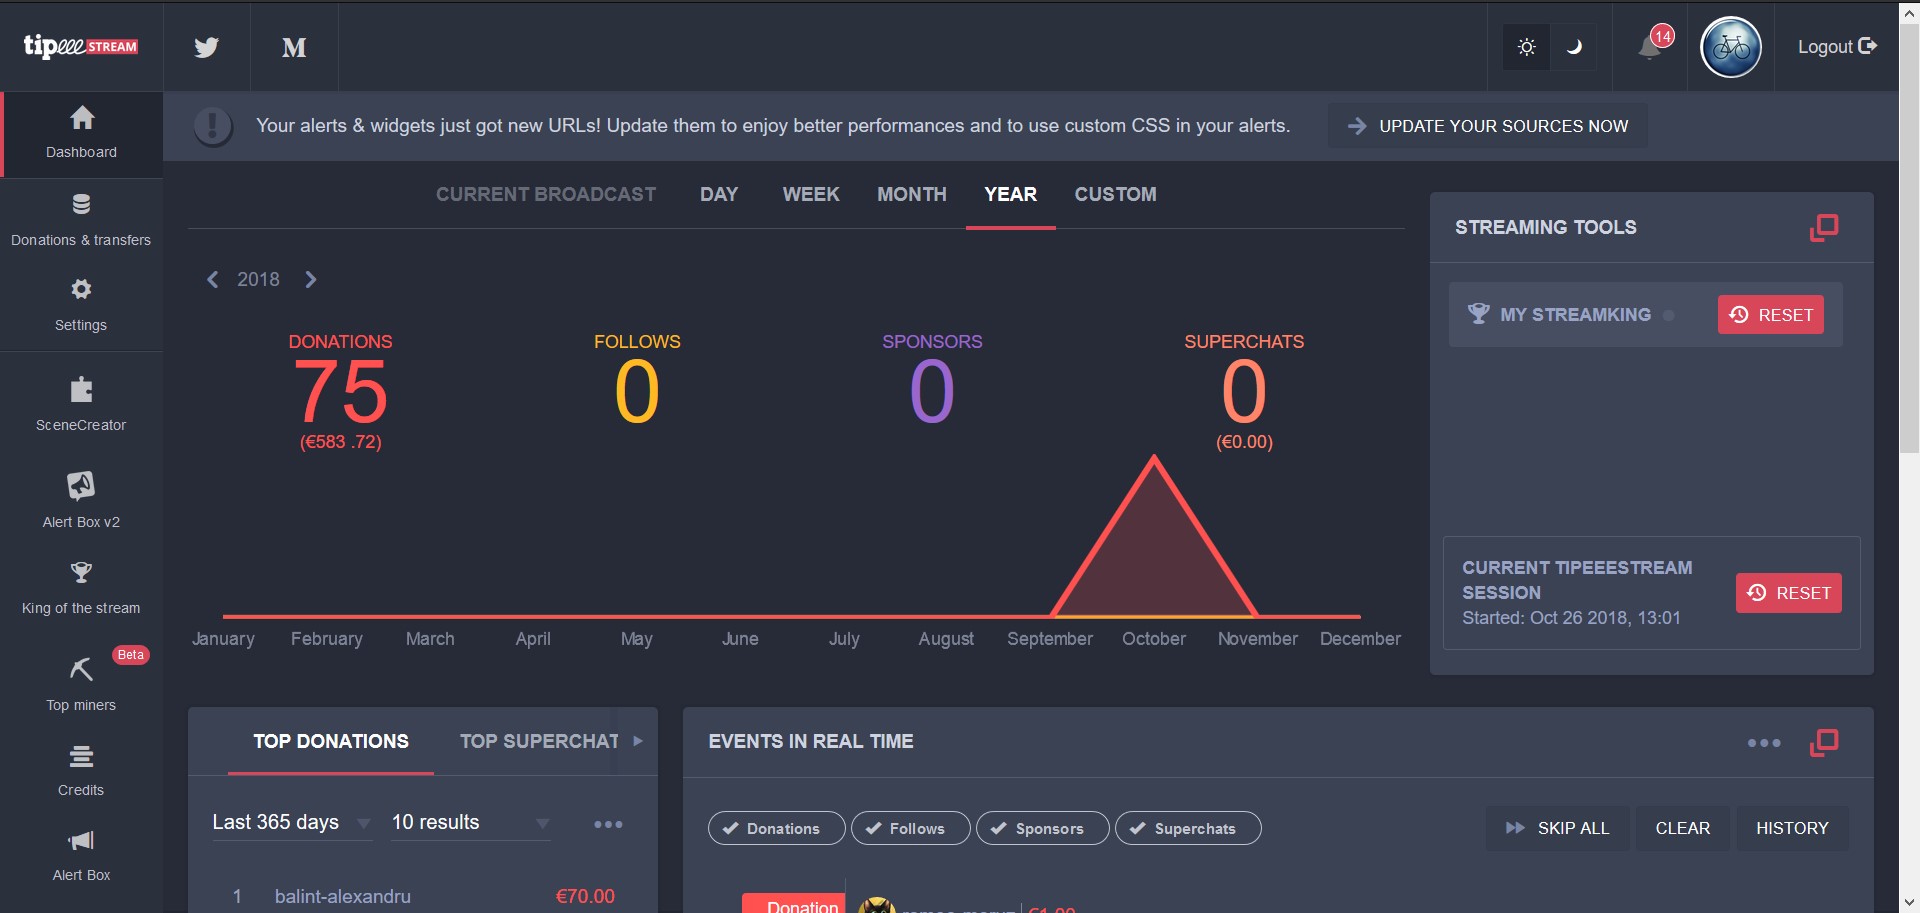 tipeee STREAM
M
14
Logout
Dashboard
Donations & transfers
Settings
SceneCreator
Alert Box v2
King of the stream
Beta
Top miners
Credits
Alert Box
Your alerts & widgets just got new URLs! Update them to enjoy better performances and to use custom CSS in your alerts.
UPDATE YOUR SOURCES NOW
CURRENT BROADCAST DAY WEEK MONTH YEAR CUSTOM
2018
DONATIONS FOLLOWS SPONSORS SUPERCHATS
75 0 0 0
(€583 .72) (€0.00)
January February March April May June July August September October November December
STREAMING TOOLS
MY STREAMKING RESET
CURRENT TIPEEESTREAM
SESSION
RESET
Started: Oct 26 2018, 13:01
TOP DONATIONS TOP SUPERCHAT
Last 365 days 10 results
1 balint-alexandru €70.00
EVENTS IN REAL TIME
Donations Follows Sponsors Superchats
SKIP ALL CLEAR HISTORY
Donation